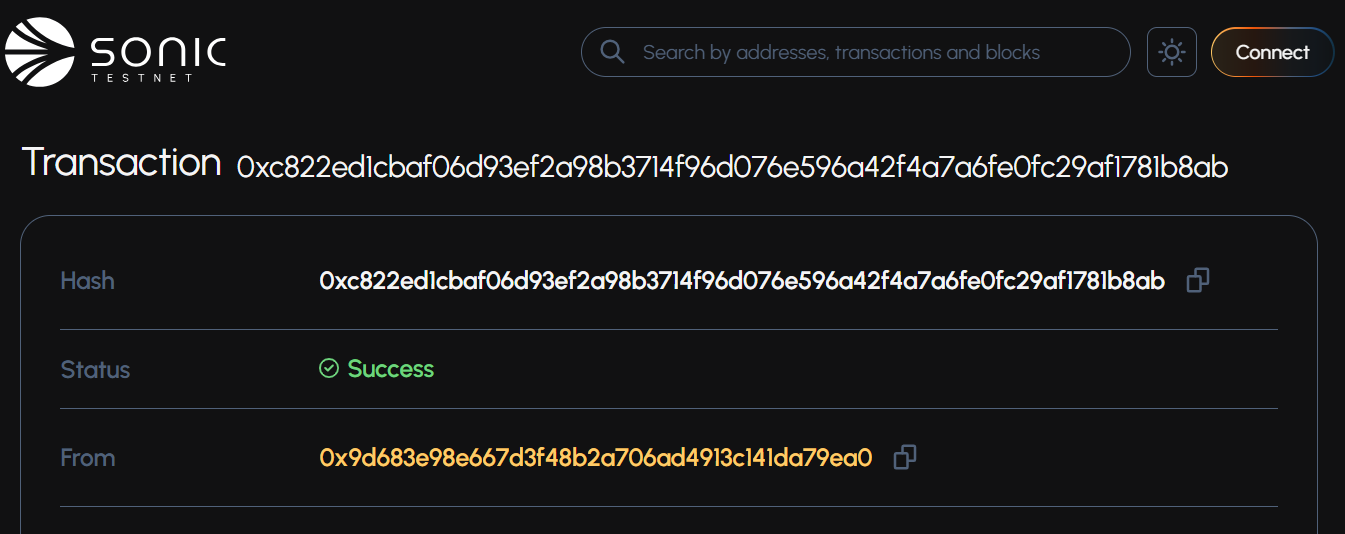 SONIC
TESTNET
Search by addresses, transactions and blocks
Connect
Transaction 0xc822ed1cbaf06d93ef2a98b3714f96d076e596a42f4a7a6fe0fc29af1781b8ab
Hash 0xc822ed1cbaf06d93ef2a98b3714f96d076e596a42f4a7a6fe0fc29af1781b8ab
Status Success
From 0x9d683e98e667d3f48b2a706ad4913c141da79ea0